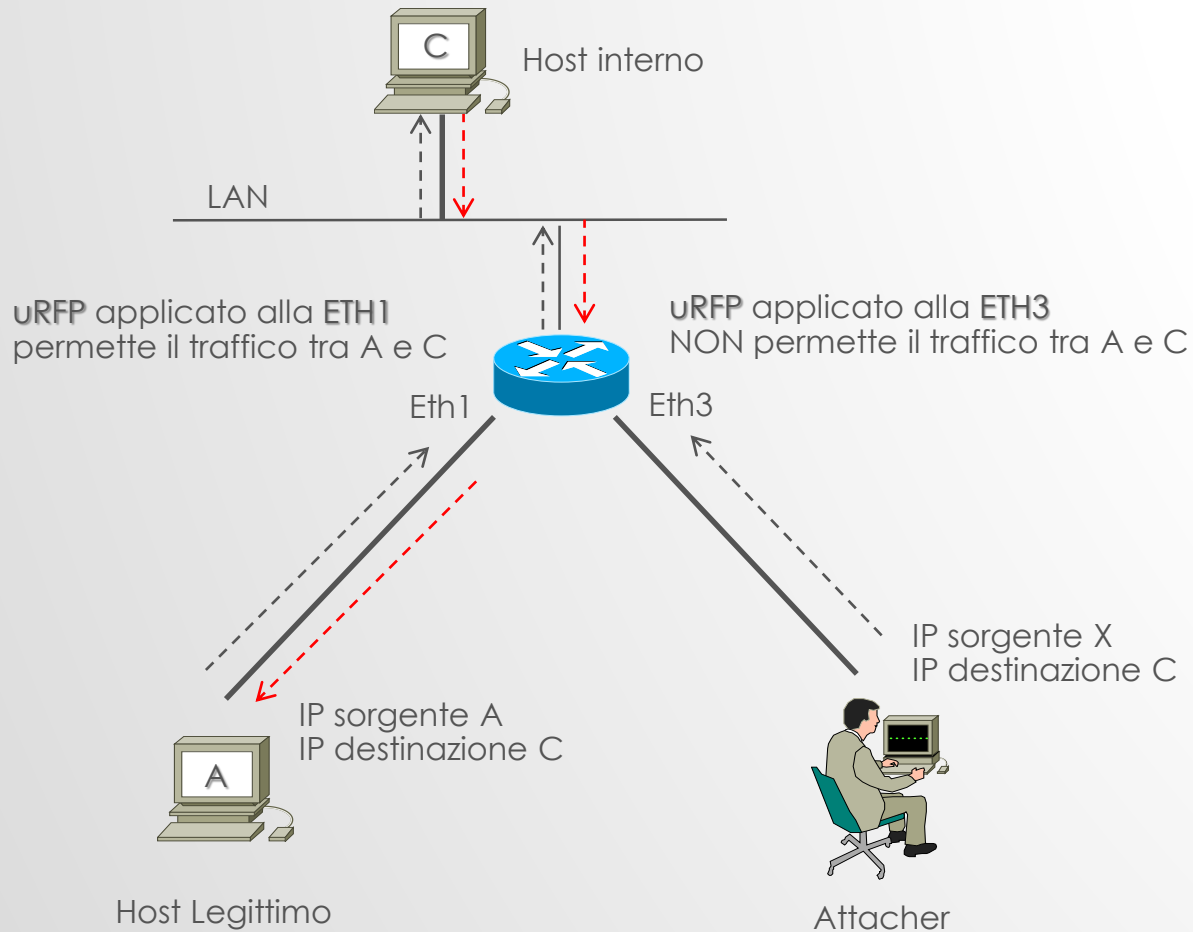 C
Host interno
LAN
uRFP applicato alla ETH1
permette il traffico tra A e C
uRFP applicato alla ETH3
NON permette il traffico tra A e C
Eth1
Eth3
IP sorgente X
IP destinazione C
IP sorgente A
IP destinazione C
A
Host Legittimo
Attacher